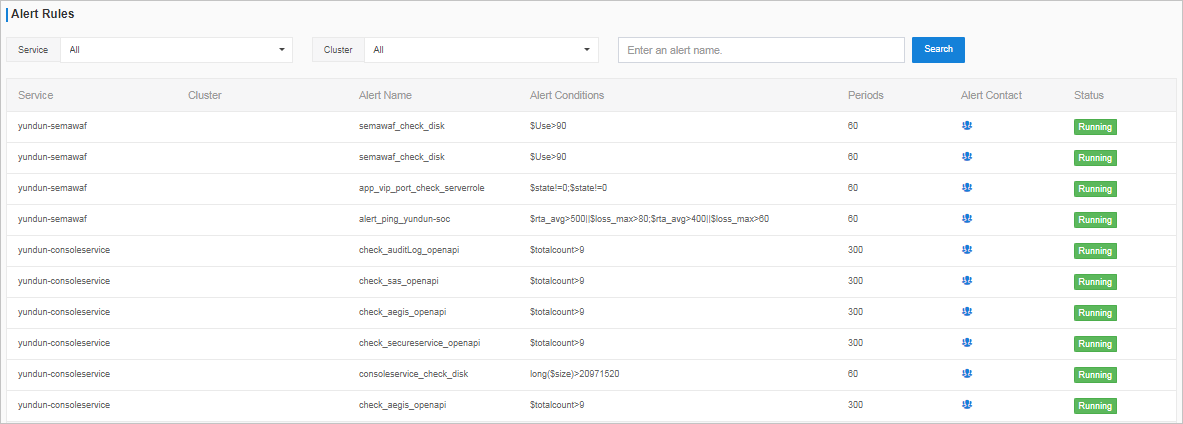 Alert Rules
Service All Cluster All Enter an alert name. Search
Service Cluster Alert Name Alert Conditions Periods Alert Contact Status
yundun-semawaf semawaf_check_disk $Use>90 60 Running
yundun-semawaf semawaf_check_disk $Use>90 60 Running
yundun-semawaf app_vip_port_check_serverrole $state!=0;$state!=0 60 Running
yundun-semawaf alert_ping_yundun-soc $rta_avg>500||$loss_max>80;$rta_avg>400||$loss_max>60 60 Running
yundun-consoleservice check_auditLog_openapi $totalcount>9 300 Running
yundun-consoleservice check_sas_openapi $totalcount>9 300 Running
yundun-consoleservice check_aegis_openapi $totalcount>9 300 Running
yundun-consoleservice check_secureservice_openapi $totalcount>9 300 Running
yundun-consoleservice consoleservice_check_disk long($size)>20971520 60 Running
yundun-consoleservice check_aegis_openapi $totalcount>9 300 Running